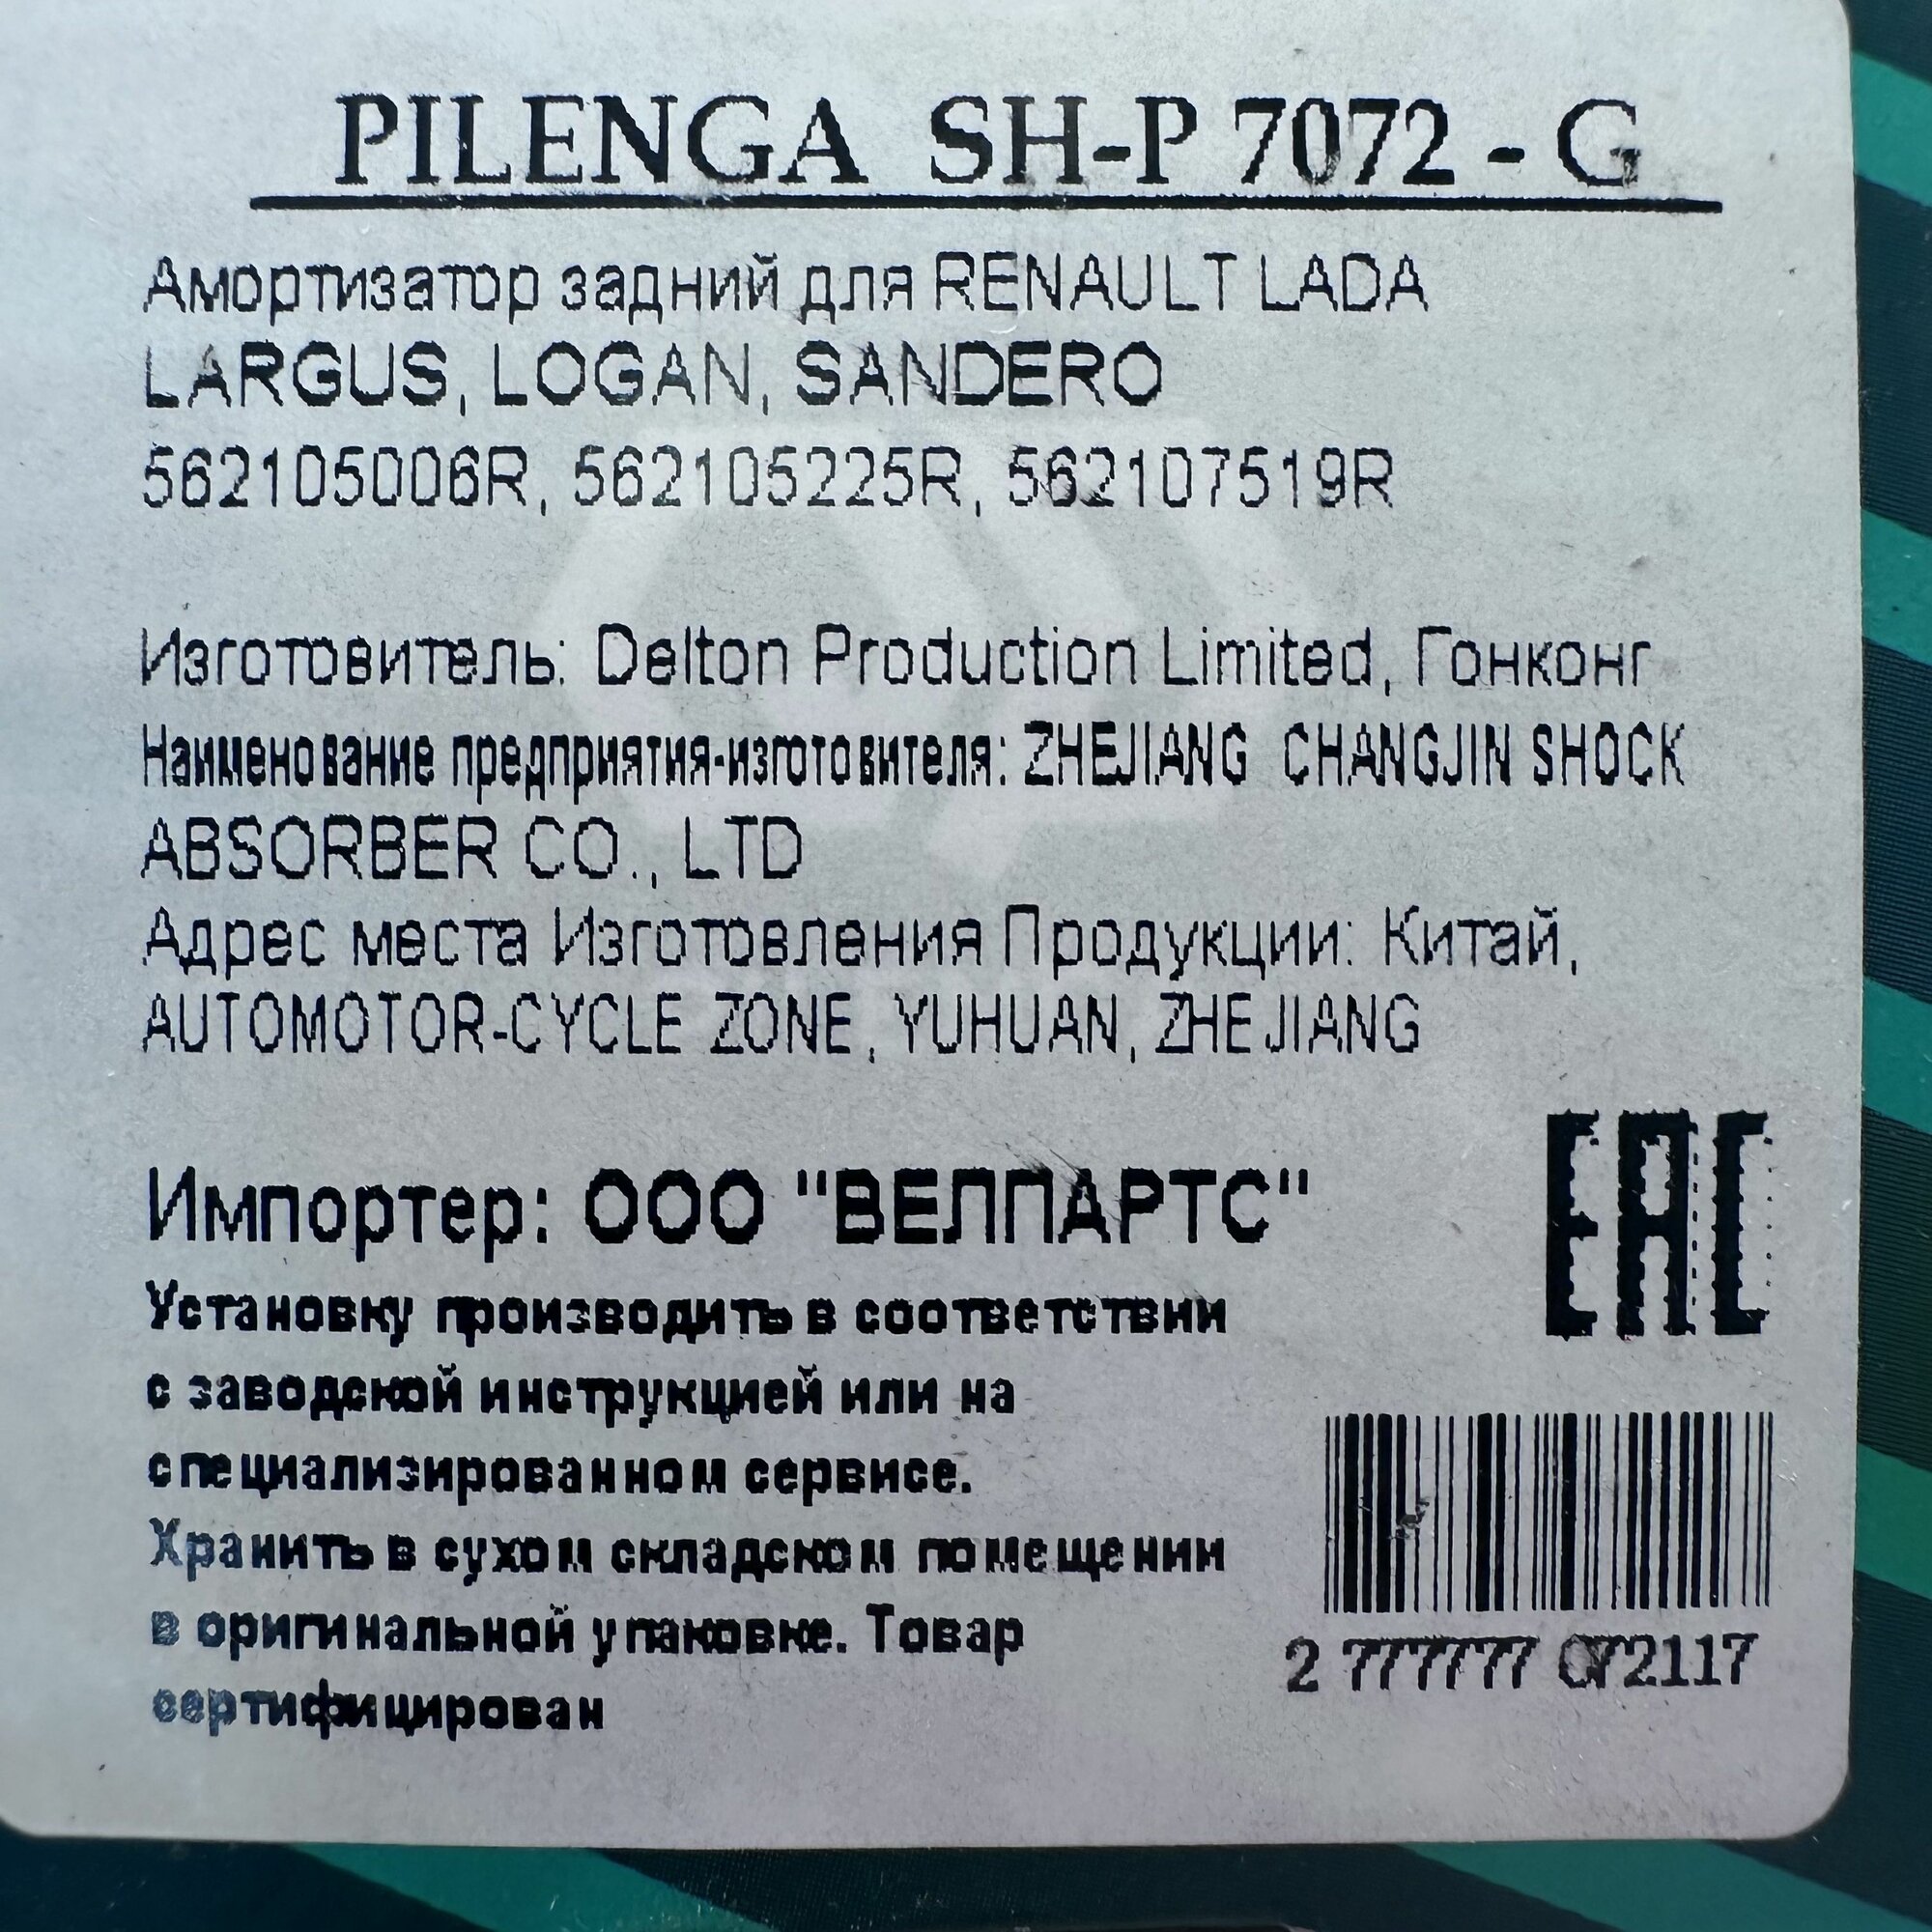 PILENGA SH-P 7072 - G
Амортизатор задний для RENAULT LADA
LARGUS, LOGAN, SANDERO
562105006R, 562105225R, 562107519R
Изготовитель: Delton Production Limited, Гонконг
Наименование предприятия-изготовителя: ZHEJIANG CHANGJIN SHOCK
ABSORBER CO., LTD
Адрес места Изготовления Продукции: Китай,
AUTOMOTOR-CYCLE ZONE, YUHUAN, ZHEJIANG
Импортер: ООО "ВЕЛПАРТС"
EAC
Установку производить в соответствии
с заводской инструкцией или на
специализированном сервисе.
Хранить в сухом складском помещении
в оригинальной упаковке. Товар
сертифицирован
2 777777 072117